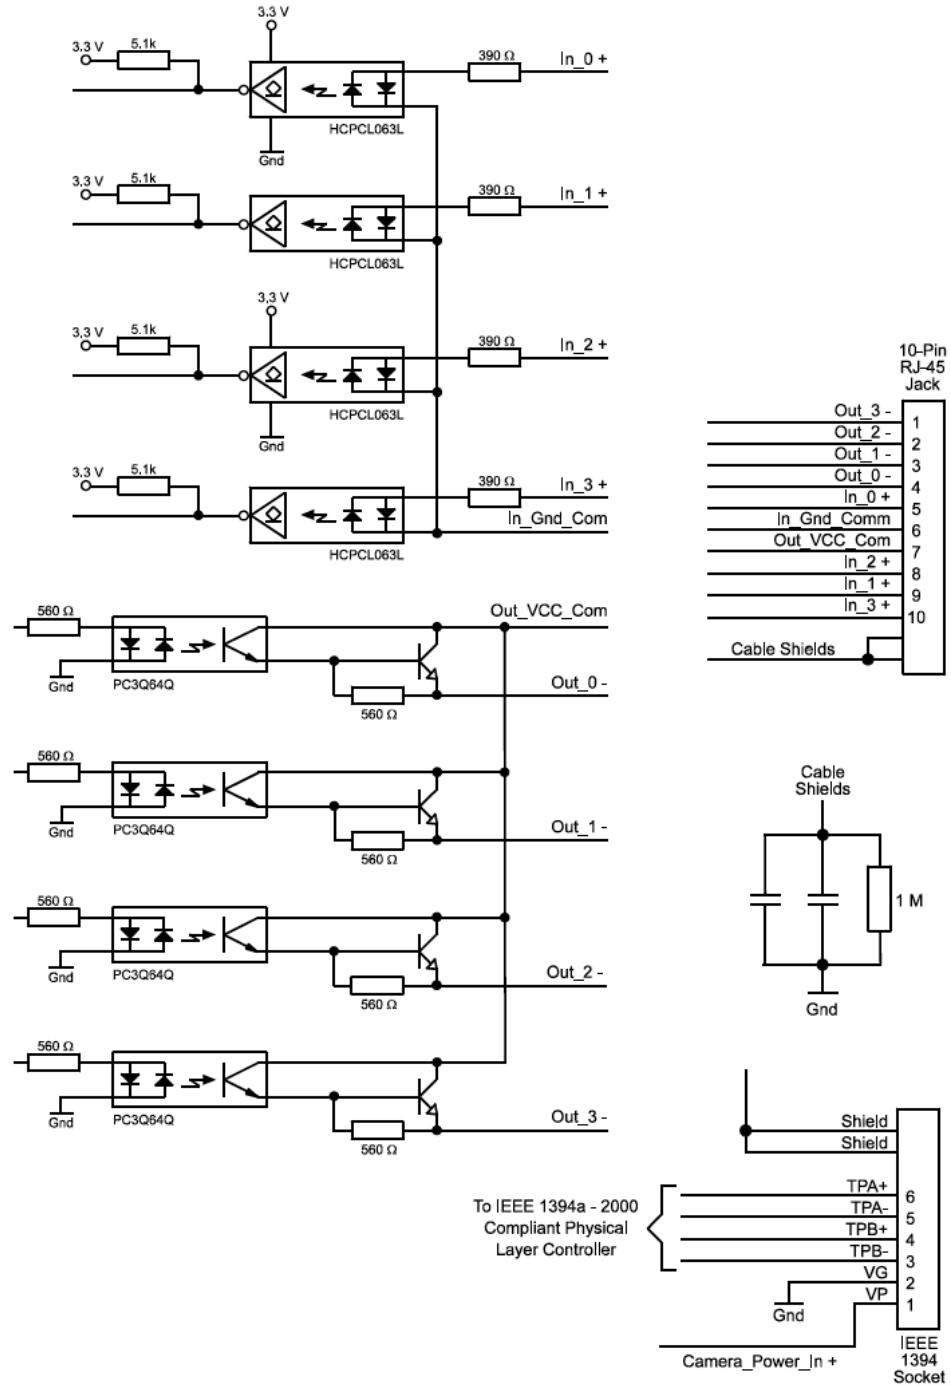 3.3 V
3.3 V
5.1k
390 Ω
In_0 +
HCPCL063L
Gnd
3.3 V
5.1k
390 Ω
In_1 +
HCPCL063L
3.3 V
3.3 V
5.1k
390 Ω
In_2 +
HCPCL063L
Gnd
3.3 V
5.1k
390 Ω
In_3 +
In_Gnd_Com
HCPCL063L
10-Pin
RJ-45
Jack
Out_3 -
1
Out_2 -
2
Out_1 -
3
Out_0 -
4
In_0 +
5
In_Gnd_Comm
6
Out_VCC_Com
7
In_2 +
8
In_1 +
9
In_3 +
10
Cable Shields
560 Ω
Out_VCC_Com
Gnd
PC3Q64Q
Out_0 -
560 Ω
560 Ω
Gnd
PC3Q64Q
Out_1 -
560 Ω
560 Ω
Gnd
PC3Q64Q
Out_2 -
560 Ω
560 Ω
Gnd
PC3Q64Q
Out_3 -
560 Ω
Cable
Shields
1 M
Gnd
Shield
Shield
To IEEE 1394a - 2000
Compliant Physical
Layer Controller
TPA+
6
TPA-
5
TPB+
4
TPB-
3
VG
2
VP
1
Gnd
Camera_Power_In +
IEEE
1394
Socket